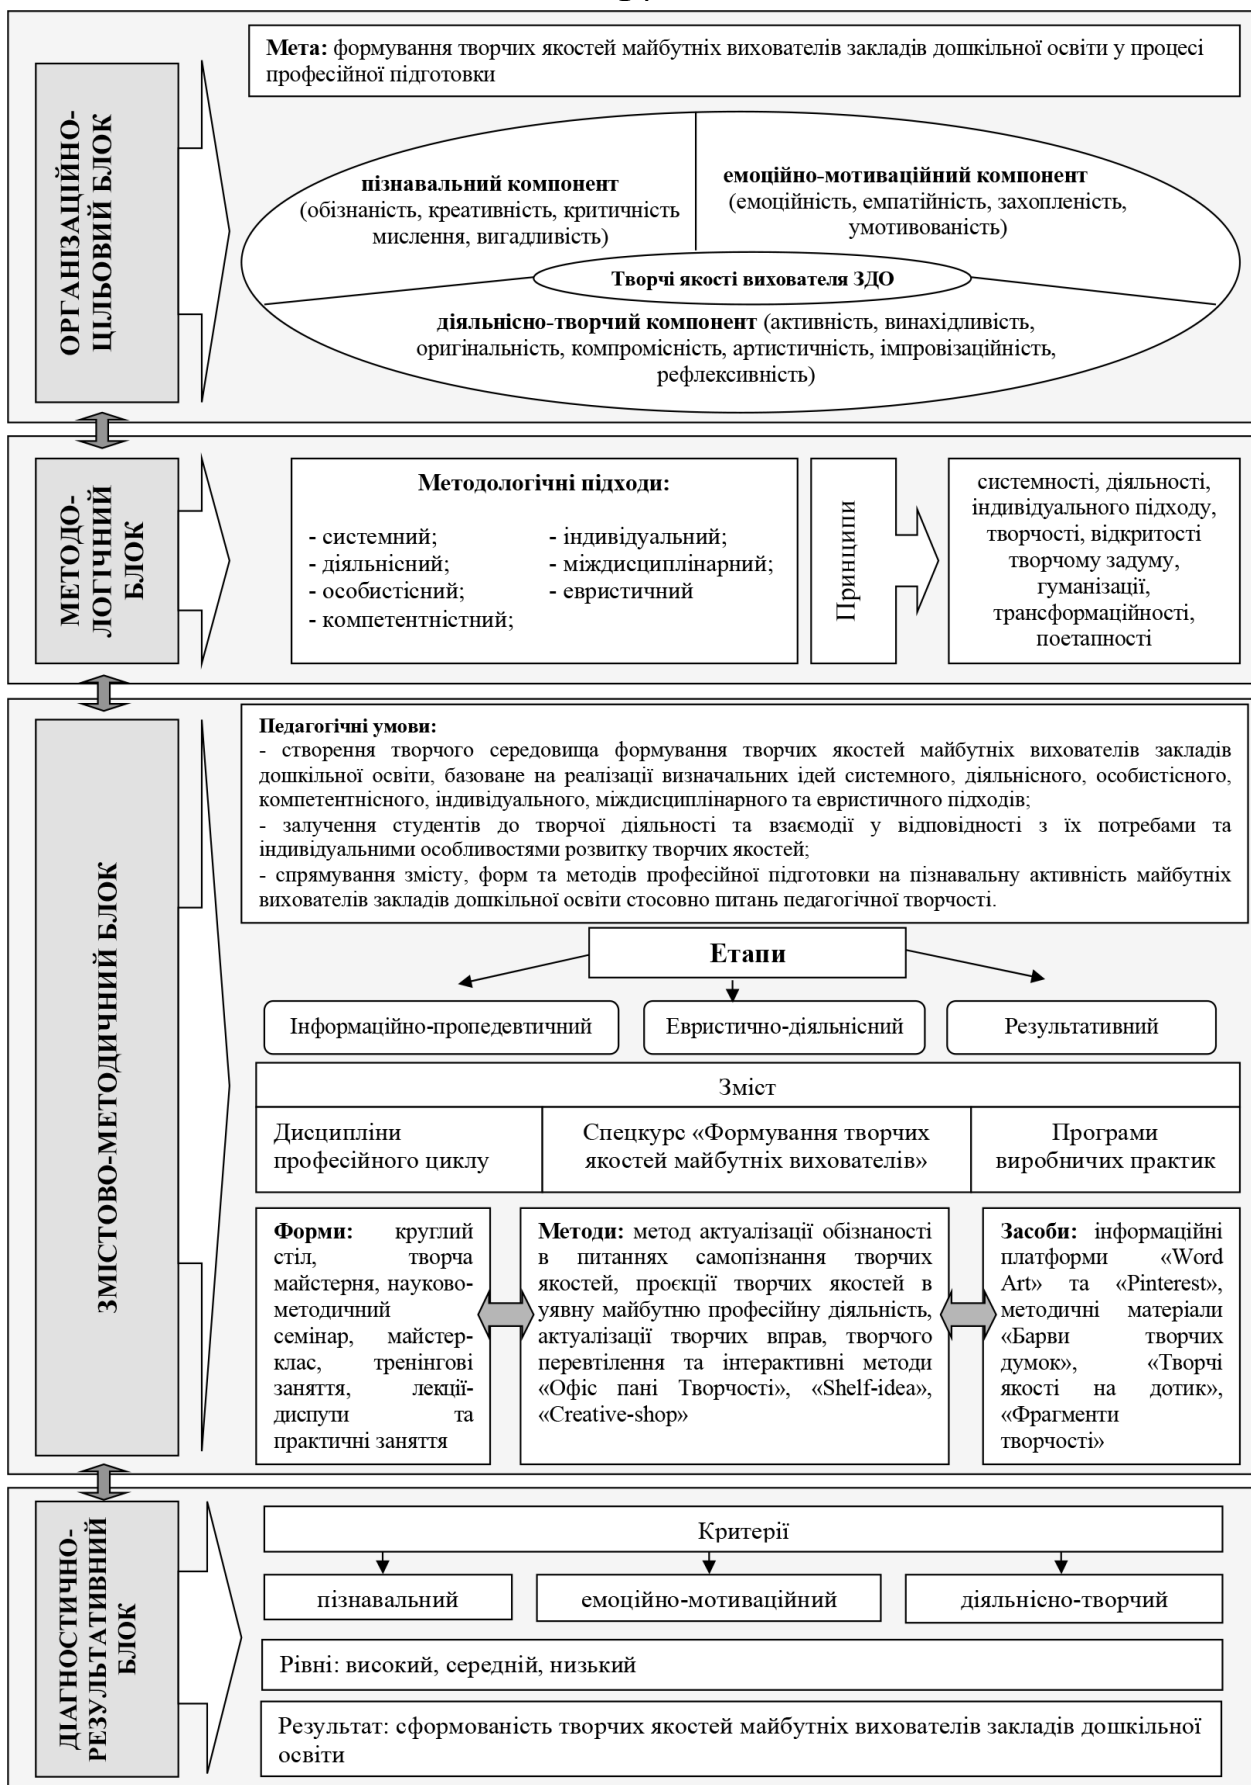 ОРГАНІЗАЦІЙНО-
ЦІЛЬОВИЙ БЛОК
Мета: формування творчих якостей майбутніх вихователів закладів дошкільної освіти у процесі
професійної підготовки
пізнавальний компонент
(обізнаність, креативність, критичність
мислення, вигадливість)
емоційно-мотиваційний компонент
(емоційність, емпатійність, захопленість,
умотивованість)
Творчі якості вихователя ЗДО
діяльнісно-творчий компонент (активність, винахідливість,
оригінальність, компромісність, артистичність, імпровізаційність,
рефлексивність)
МЕТОДО-
ЛОГІЧНИЙ
БЛОК
Методологічні підходи:
- системний;
- діяльнісний;
- особистісний;
- компетентністний;
- індивідуальний;
- міждисциплінарний;
- евристичний
Принципи
системності, діяльності,
індивідуального підходу,
творчості, відкритості
творчому задуму,
гуманізації,
трансформаційності,
поетапності
ЗМІСТОВО-МЕТОДИЧНИЙ БЛОК
Педагогічні умови:
- створення творчого середовища формування творчих якостей майбутніх вихователів закладів
дошкільної освіти, базоване на реалізації визначальних ідей системного, діяльнісного, особистісного,
компетентнісного, індивідуального, міждисциплінарного та евристичного підходів;
- залучення студентів до творчої діяльності та взаємодії у відповідності з їх потребами та
індивідуальними особливостями розвитку творчих якостей;
- спрямування змісту, форм та методів професійної підготовки на пізнавальну активність майбутніх
вихователів закладів дошкільної освіти стосовно питань педагогічної творчості.
Етапи
Інформаційно-пропедевтичний
Евристично-діяльнісний
Результативний
Зміст
Дисципліни
професійного циклу
Спецкурс «Формування творчих
якостей майбутніх вихователів»
Програми
виробничих практик
Форми: круглий
стіл, творча
майстерня, науково-
методичний
семінар, майстер-
клас, тренінгові
заняття, лекції-
диспути та
практичні заняття
Методи: метод актуалізації обізнаності
в питаннях самопізнання творчих
якостей, проєкції творчих якостей в
уявну майбутню професійну діяльність,
актуалізації творчих вправ, творчого
перевтілення та інтерактивні методи
«Офіс пані Творчості», «Shelf-idea»,
«Creative-shop»
Засоби: інформаційні
платформи «Word
Art» та «Pinterest»,
методичні матеріали
«Барви творчих
думок», «Творчі
якості на дотик»,
«Фрагменти
творчості»
ДІАГНОСТИЧНО-
РЕЗУЛЬТАТИВНИЙ
БЛОК
Критерії
пізнавальний
емоційно-мотиваційний
діяльнісно-творчий
Рівні: високий, середній, низький
Результат: сформованість творчих якостей майбутніх вихователів закладів дошкільної
освіти